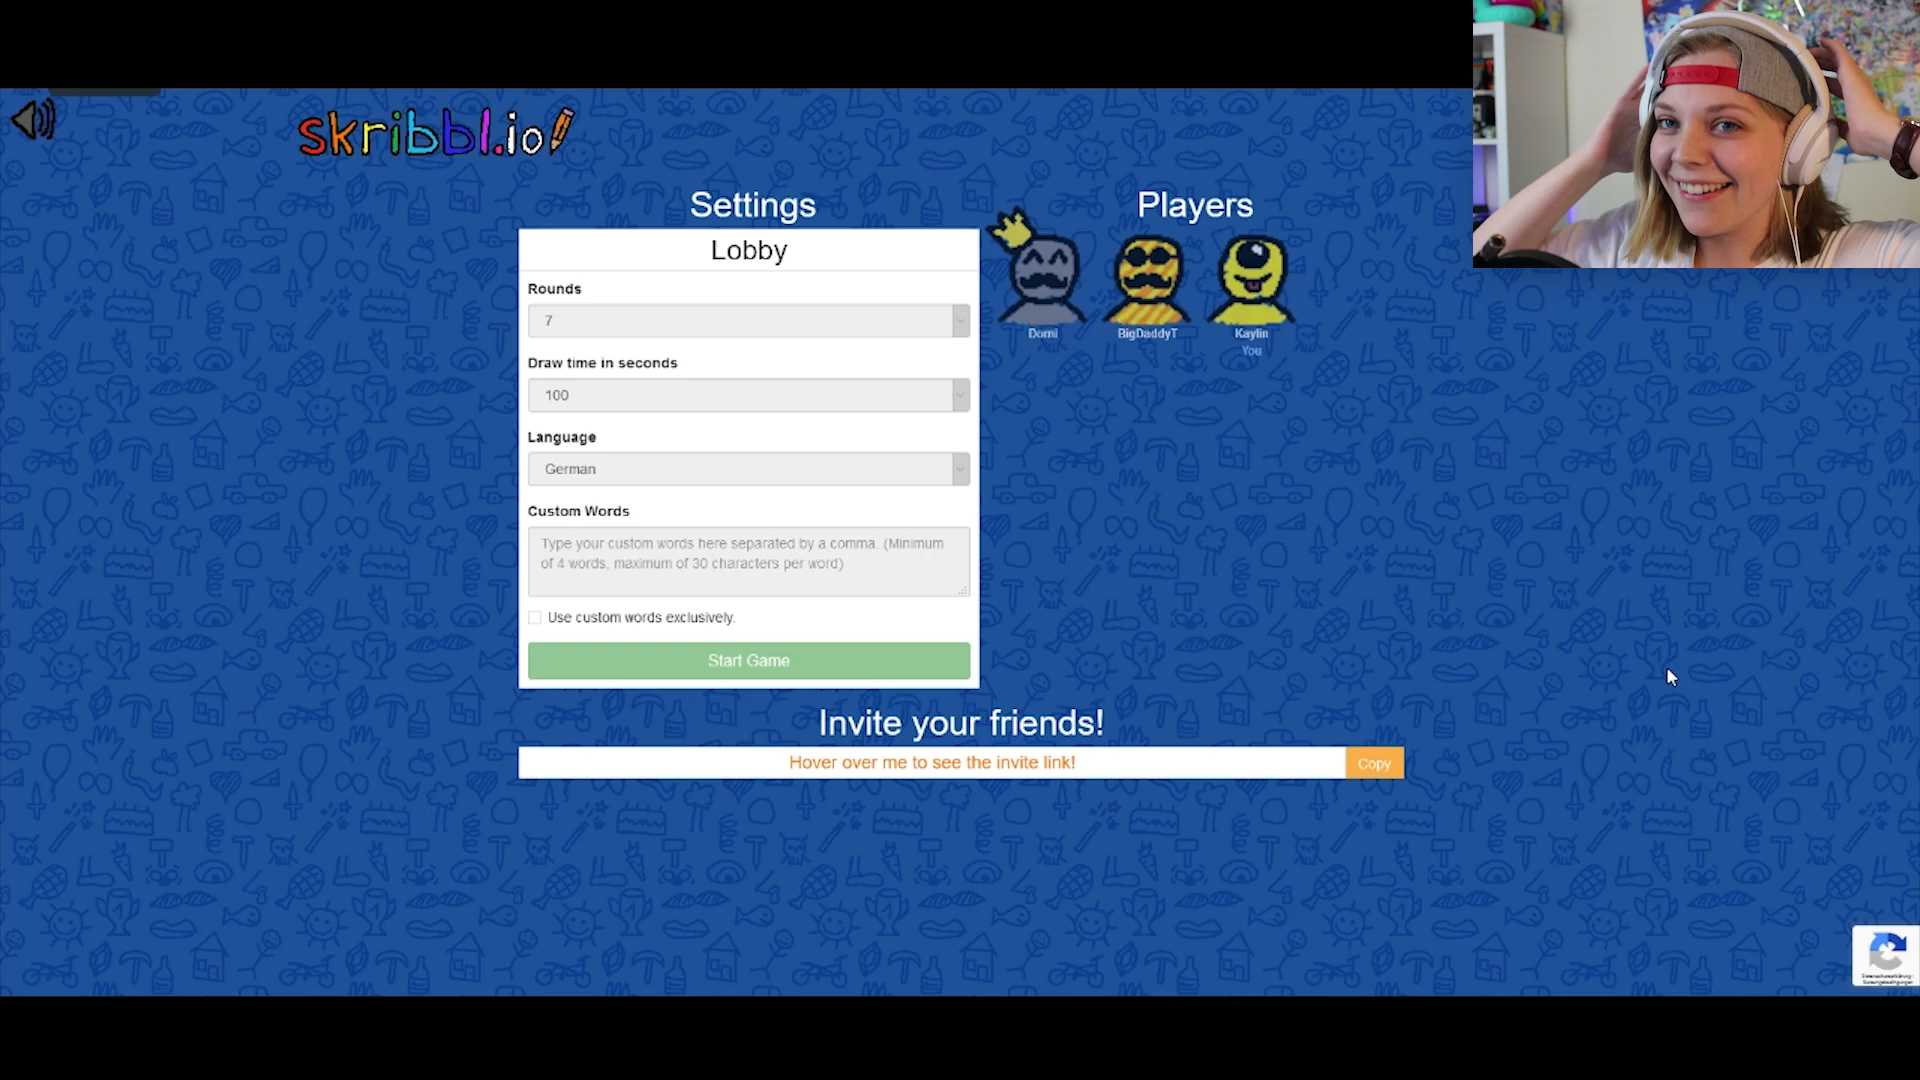 skribbl.io
Settings
Players
Lobby
Rounds
7
Domi
BigDaddyT
Kaylin
You
Draw time in seconds
100
Language
German
Custom Words
Type your custom words here separated by a comma. (Minimum
of 4 words, maximum of 30 characters per word)
Use custom words exclusively.
Start Game
Invite your friends!
Hover over me to see the invite link!
Copy